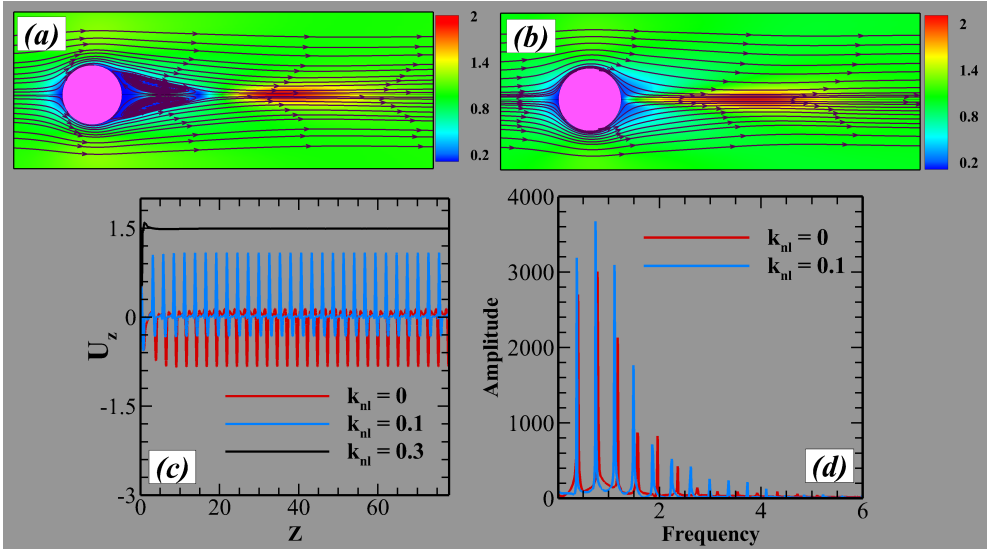 (a)
2
1.4
0.8
0.2
(b)
2
1.4
0.8
0.2
1.5
0
-1.5
-3
U_z
0 20 40 60
Z
k_nl = 0
k_nl = 0.1
k_nl = 0.3
(c)
4000
3000
2000
1000
0
Amplitude
2 4 6
Frequency
k_nl = 0
k_nl = 0.1
(d)